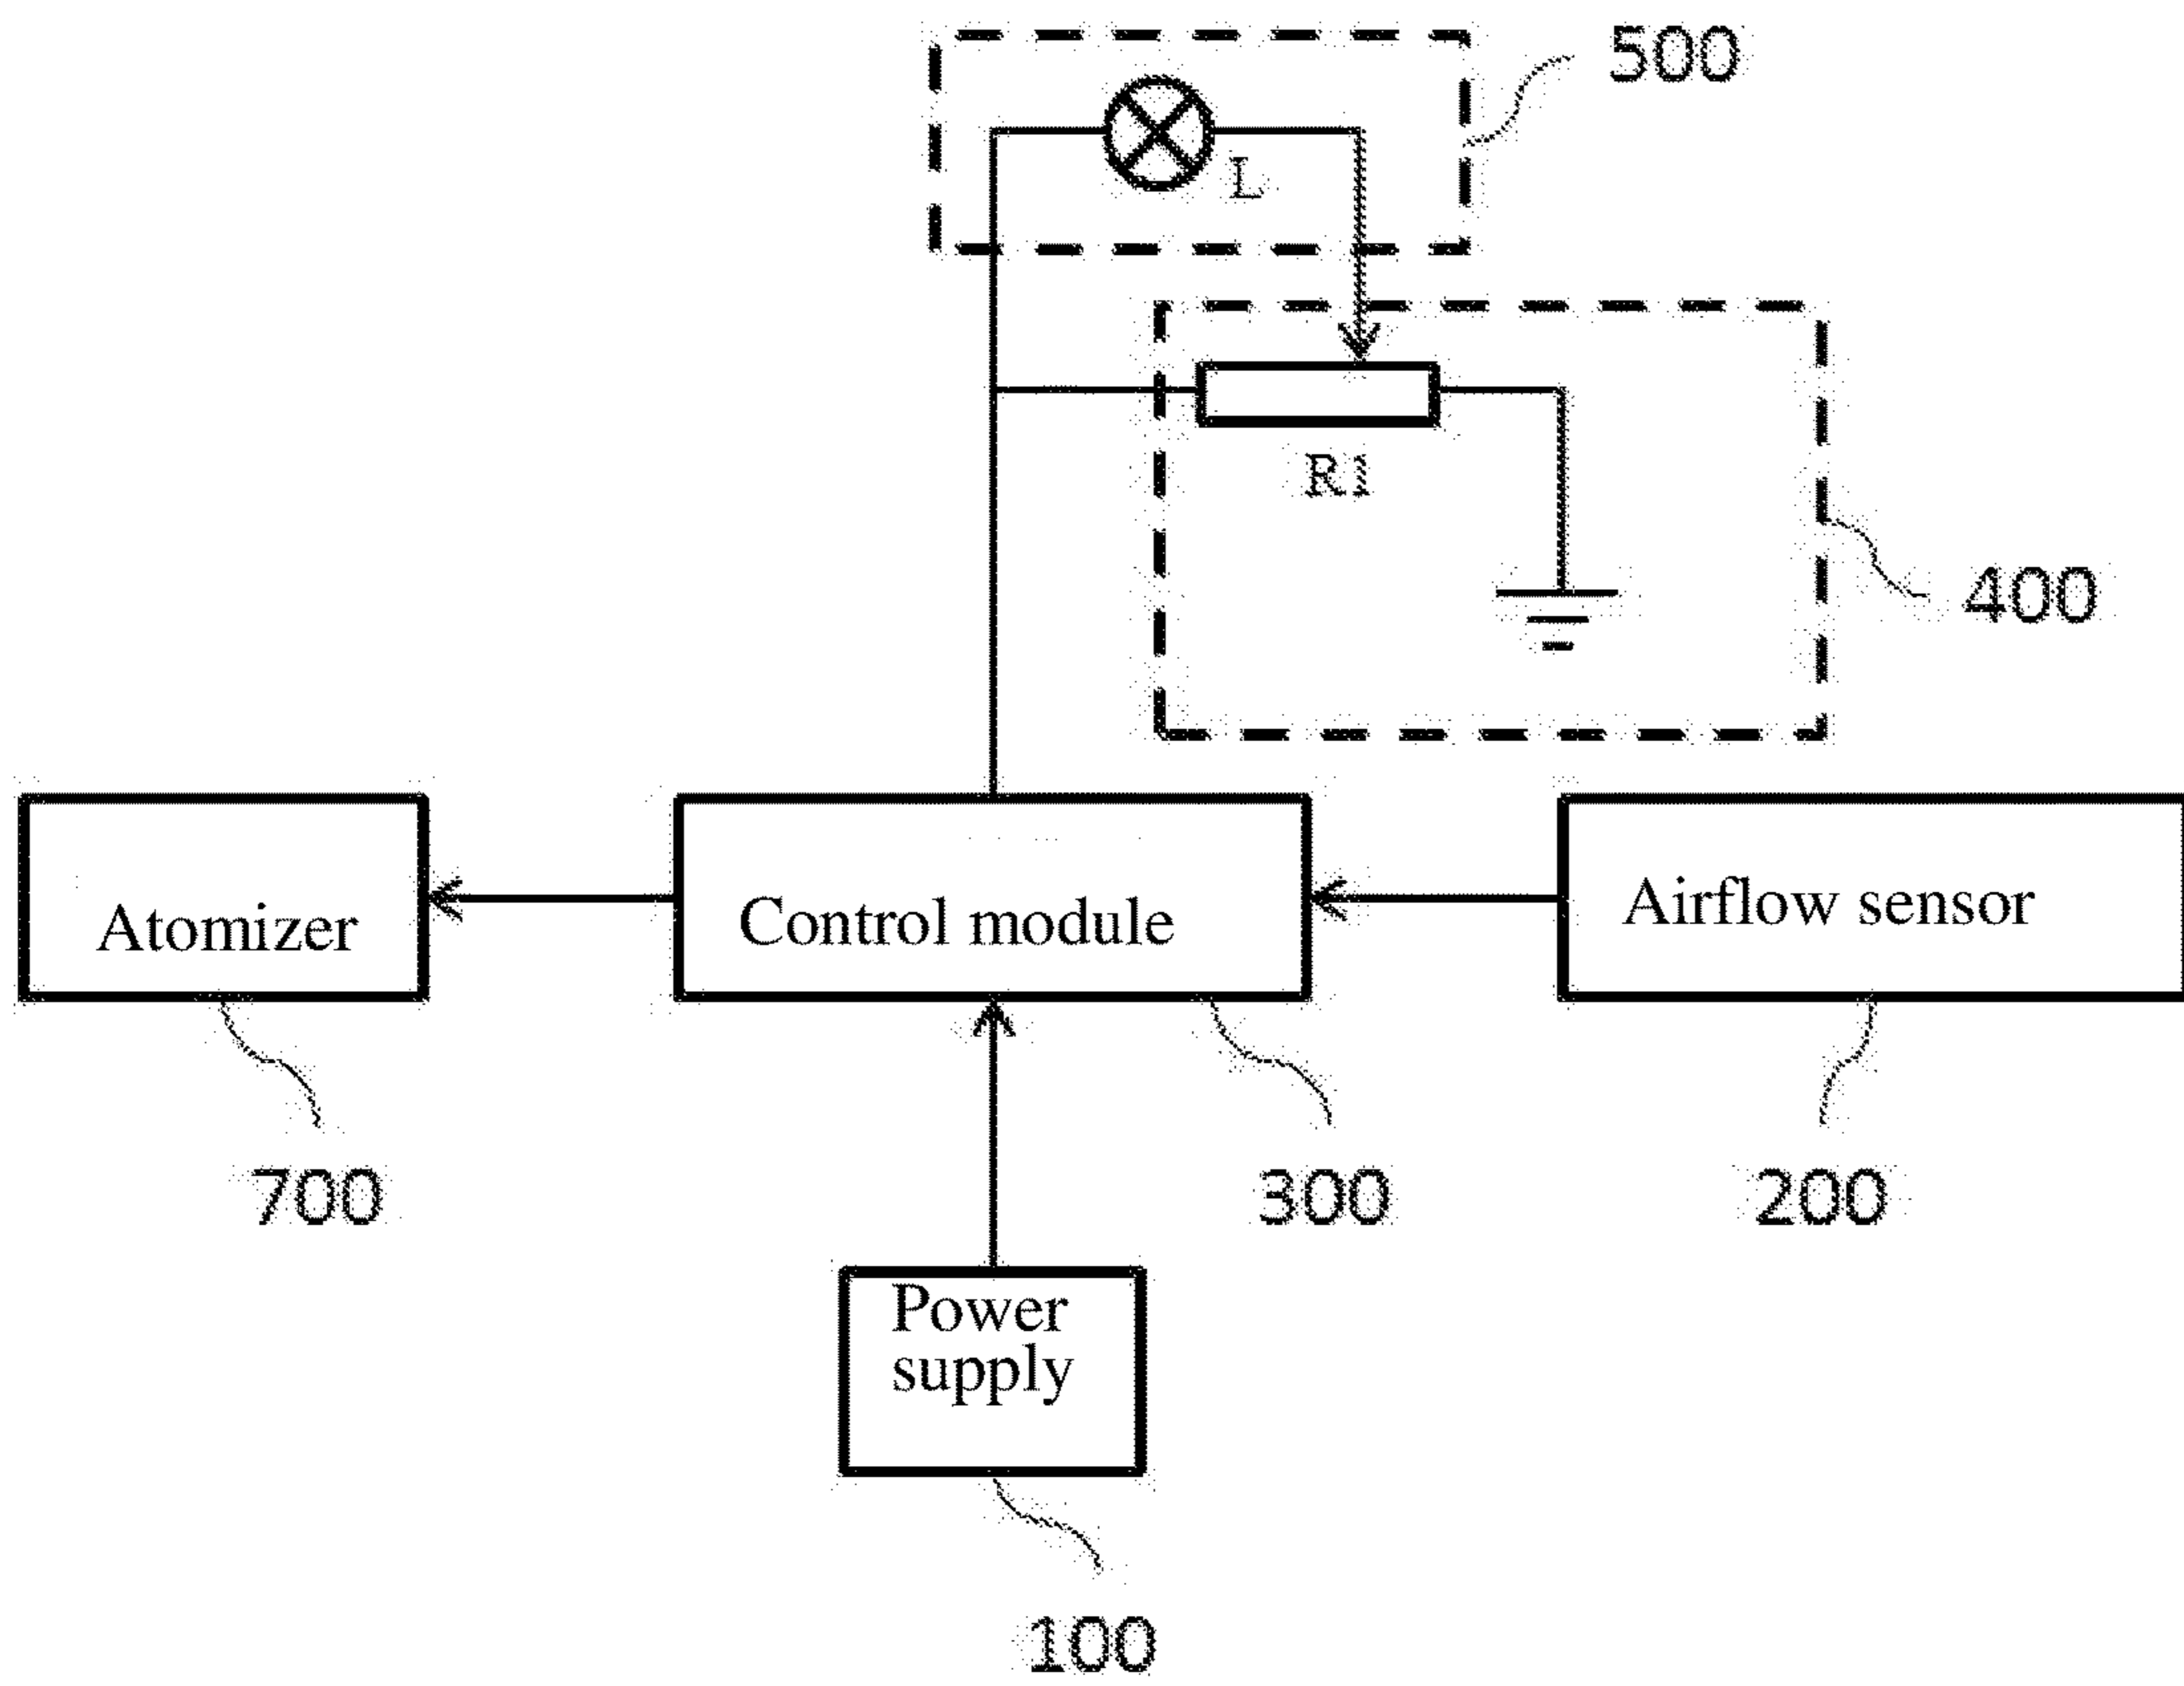 500
L
R1
400
Atomizer
Control module
Airflow sensor
700
300
200
Power
supply
100